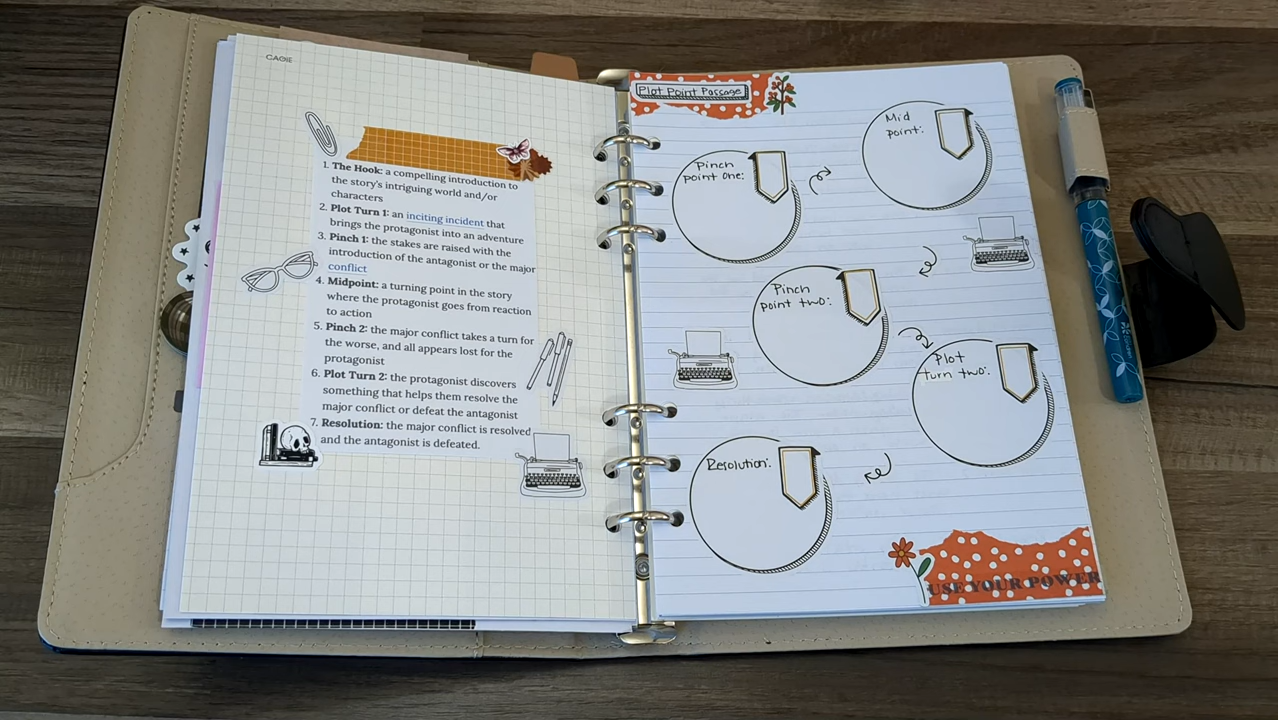 CAGIE
1. The Hook: a compelling introduction to
the story's intriguing world and/or
characters
2. Plot Turn 1: an inciting incident that
brings the protagonist into an adventure
3. Pinch 1: the stakes are raised with the
introduction of the antagonist or the major
conflict
4. Midpoint: a turning point in the story
where the protagonist goes from reaction
to action
5. Pinch 2: the major conflict takes a turn for
the worse, and all appears lost for the
protagonist
6. Plot Turn 2: the protagonist discovers
something that helps them resolve the
major conflict or defeat the antagonist
7. Resolution: the major conflict is resolved
and the antagonist is defeated.
Plot Point Passage
Pinch
point one:
Mid
point:
Pinch
point two:
Plot
turn two:
Resolution:
USE YOUR POWER